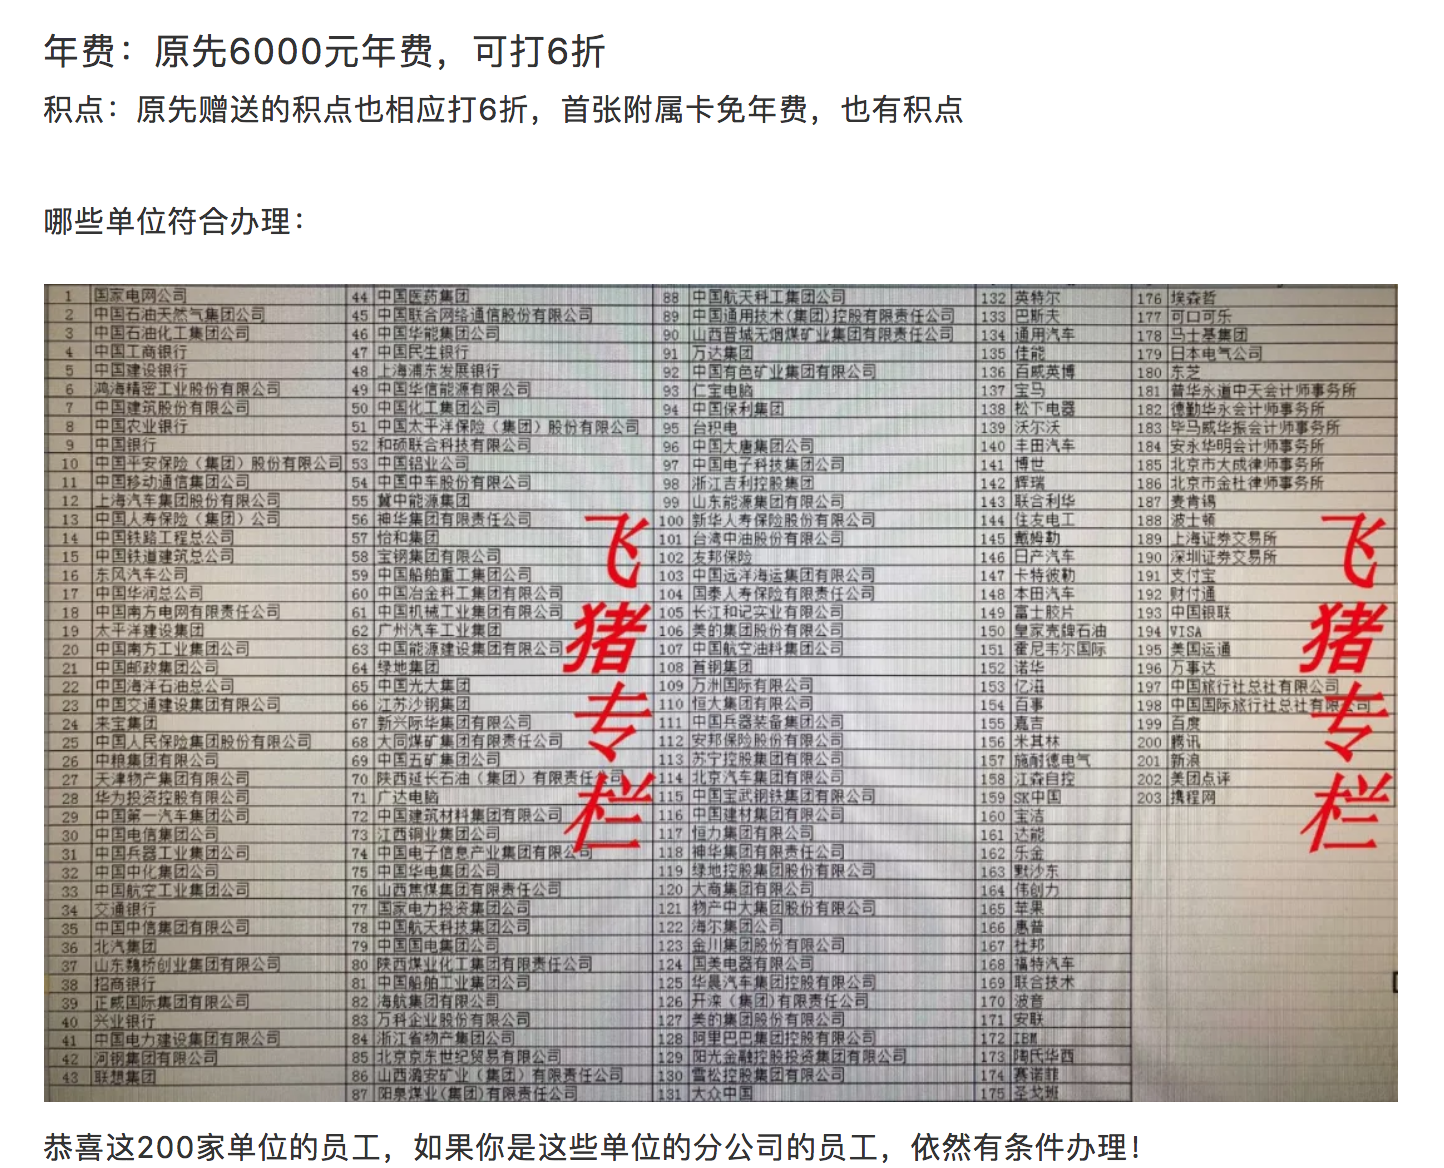 年费：原先6000元年费，可打6折
积点：原先赠送的积点也相应打6折，首张附属卡免年费，也有积点
哪些单位符合办理：
1 国家电网公司
2 中国石油天然气集团公司
3 中国石油化工集团公司
4 中国工商银行
5 中国建设银行
6 鸿海精密工业股份有限公司
7 中国建筑股份有限公司
8 中国农业银行
9 中国银行
10 中国平安保险（集团）股份有限公司
11 中国移动通信集团公司
12 上海汽车集团股份有限公司
13 中国人寿保险（集团）公司
14 中国铁路工程总公司
15 中国铁道建筑总公司
16 东风汽车公司
17 中国华润总公司
18 中国南方电网有限责任公司
19 太平洋建设集团
20 中国南方工业集团公司
21 中国邮政集团公司
22 中国海洋石油总公司
23 中国交通建设集团有限公司
24 来宝集团
25 中国人民保险集团股份有限公司
26 中粮集团有限公司
27 天津物产集团有限公司
28 华为投资控股有限公司
29 中国第一汽车集团公司
30 中国电信集团公司
31 中国兵器工业集团公司
32 中国中化集团公司
33 中国航空工业集团公司
34 交通银行
35 中国中信集团有限公司
36 北汽集团
37 山东魏桥创业集团有限公司
38 招商银行
39 正威国际集团有限公司
40 兴业银行
41 中国电力建设集团有限公司
42 河钢集团有限公司
43 联想集团
44 中国医药集团
45 中国联合网络通信股份有限公司
46 中国华能集团公司
47 中国民生银行
48 上海浦东发展银行
49 中国华信能源有限公司
50 中国化工集团公司
51 中国太平洋保险（集团）股份有限公司
52 和硕联合科技有限公司
53 中国铝业公司
54 中国中车股份有限公司
55 冀中能源集团
56 神华集团有限责任公司
57 怡和集团
58 宝钢集团有限公司
59 中国船舶重工集团公司
60 中国冶金科工集团有限公司
61 中国机械工业集团有限公司
62 广州汽车工业集团
63 中国能源建设集团有限公司
64 绿地集团
65 中国光大集团
66 江苏沙钢集团
67 新兴际华集团有限公司
68 大同煤矿集团有限责任公司
69 中国五矿集团公司
70 陕西延长石油（集团）有限责任公司
71 广达电脑
72 中国建筑材料集团有限公司
73 江西铜业公司
74 中国电子信息产业集团有限公司
75 中国华电集团公司
76 山西焦煤集团有限责任公司
77 国家电力投资集团公司
78 中国航天科技集团公司
79 中国国电集团公司
80 陕西煤业化工集团有限责任公司
81 中国船舶工业集团公司
82 海航集团有限公司
83 万科企业股份有限公司
84 浙江省物产集团公司
85 北京京东世纪贸易有限公司
86 山西潞安矿业（集团）有限责任公司
87 阳泉煤业(集团)有限责任公司
88 中国航天科工集团公司
89 中国通用技术(集团)控股有限责任公司
90 山西晋城无烟煤矿业集团有限责任公司
91 万达集团
92 中国有色矿业集团有限公司
93 仁宝电脑
94 中国保利集团
95 台积电
96 中国大唐集团公司
97 中国电子科技集团公司
98 浙江吉利控股集团
99 山东能源集团有限公司
100 新华人寿保险股份有限公司
101 台湾中油股份有限公司
102 友邦保险
103 中国远洋海运集团有限公司
104 国泰人寿保险有限责任公司
105 长江和记实业有限公司
106 美的集团股份有限公司
107 中国航空油料集团公司
108 首钢集团
109 万洲国际有限公司
110 恒大集团有限公司
111 中国兵器装备集团公司
112 安邦保险股份有限公司
113 苏宁控股集团有限公司
114 北京汽车集团有限公司
115 中国宝武钢铁集团有限公司
116 中国建材集团有限公司
117 恒力集团有限公司
118 神华集团有限责任公司
119 绿地控股集团股份有限公司
120 大商集团有限公司
121 物产中大集团股份有限公司
122 海尔集团公司
123 金川集团股份有限公司
124 国美电器有限公司
125 华晨汽车集团控股有限公司
126 开滦（集团）有限责任公司
127 美的集团股份有限公司
128 阿里巴巴集团控股有限公司
129 阳光金融控股投资集团有限公司
130 雪松控股集团有限公司
131 大众中国
132 英特尔
133 巴斯夫
134 通用汽车
135 佳能
136 百威英博
137 宝马
138 松下电器
139 沃尔沃
140 丰田汽车
141 博世
142 辉瑞
143 联合利华
144 住友电工
145 戴姆勒
146 日产汽车
147 卡特彼勒
148 本田汽车
149 富士胶片
150 皇家壳牌石油
151 霍尼韦尔国际
152 诺华
153 亿滋
154 百事
155 嘉吉
156 米其林
157 施耐德电气
158 江森自控
159 SK中国
160 宝洁
161 达能
162 乐金
163 默沙东
164 伟创力
165 苹果
166 惠普
167 杜邦
168 福特汽车
169 联合技术
170 波音
171 安联
172 IBM
173 陶氏华西
174 赛诺菲
175 圣戈班
176 埃森哲
177 可口可乐
178 马士基集团
179 日本电气公司
180 东芝
181 普华永道中天会计师事务所
182 德勤华永会计师事务所
183 毕马威华振会计师事务所
184 安永华明会计师事务所
185 北京市大成律师事务所
186 北京市金杜律师事务所
187 麦肯锡
188 波士顿
189 上海证券交易所
190 深圳证券交易所
191 支付宝
192 财付通
193 中国银联
194 VISA
195 美国运通
196 万事达
197 中国旅行社总社有限公司
198 中国国际旅行社总社有限公司
199 百度
200 腾讯
201 新浪
202 美团点评
203 携程网
飞猪专栏
飞猪专栏
恭喜这200家单位的员工，如果你是这些单位的分公司的员工，依然有条件办理！